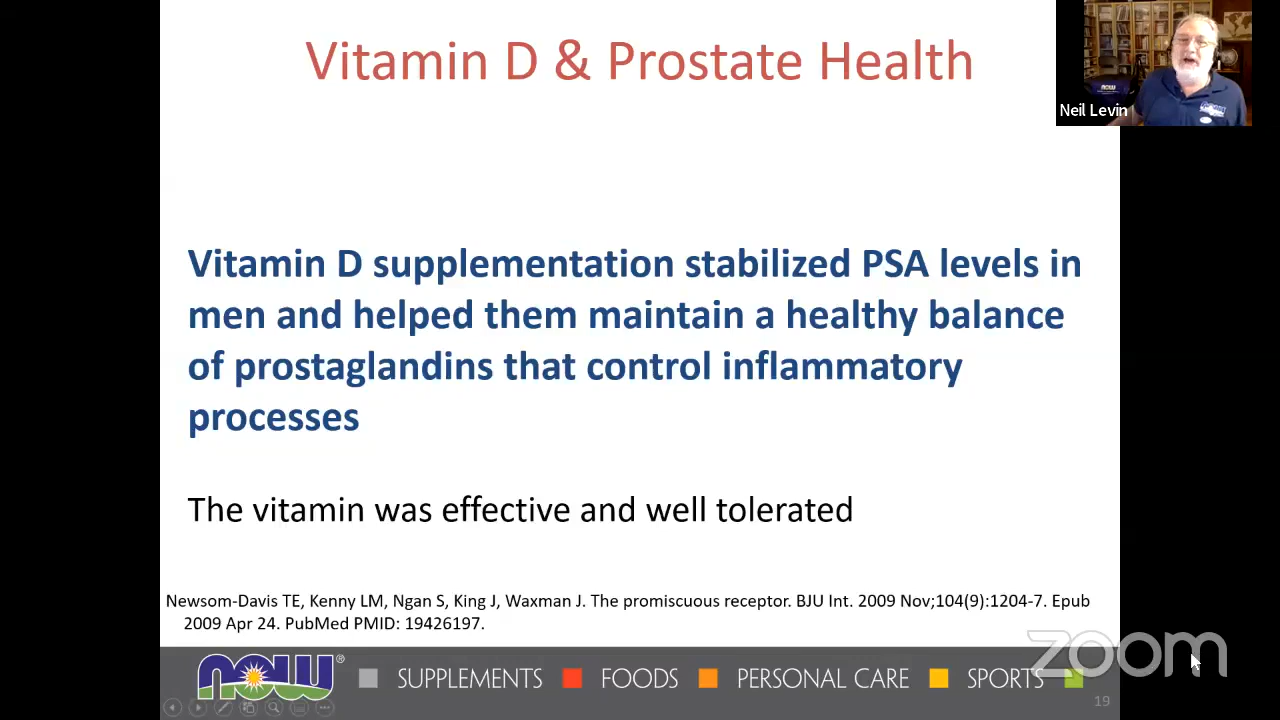 Vitamin D & Prostate Health
Neil Levin
Vitamin D supplementation stabilized PSA levels in
men and helped them maintain a healthy balance
of prostaglandins that control inflammatory
processes
The vitamin was effective and well tolerated
Newsom-Davis TE, Kenny LM, Ngan S, King J, Waxman J. The promiscuous receptor. BJU Int. 2009 Nov;104(9):1204-7. Epub
2009 Apr 24. PubMed PMID: 19426197.
zoom
NOW® SUPPLEMENTS FOODS PERSONAL CARE SPORTS
19